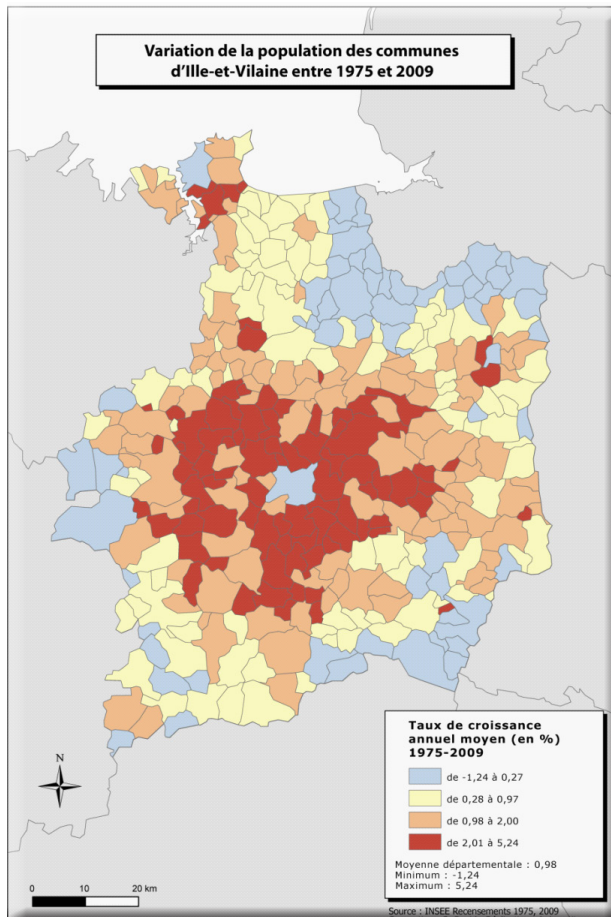 Variation de la population des communes
d'Ille-et-Vilaine entre 1975 et 2009
Taux de croissance
annuel moyen (en %)
1975-2009
de -1,24 à 0,27
de 0,28 à 0,97
de 0,98 à 2,00
de 2,01 à 5,24
Moyenne départementale : 0,98
Minimum : -1,24
Maximum : 5,24
N
0 10 20 km
Source : INSEE Recensements 1975, 2009